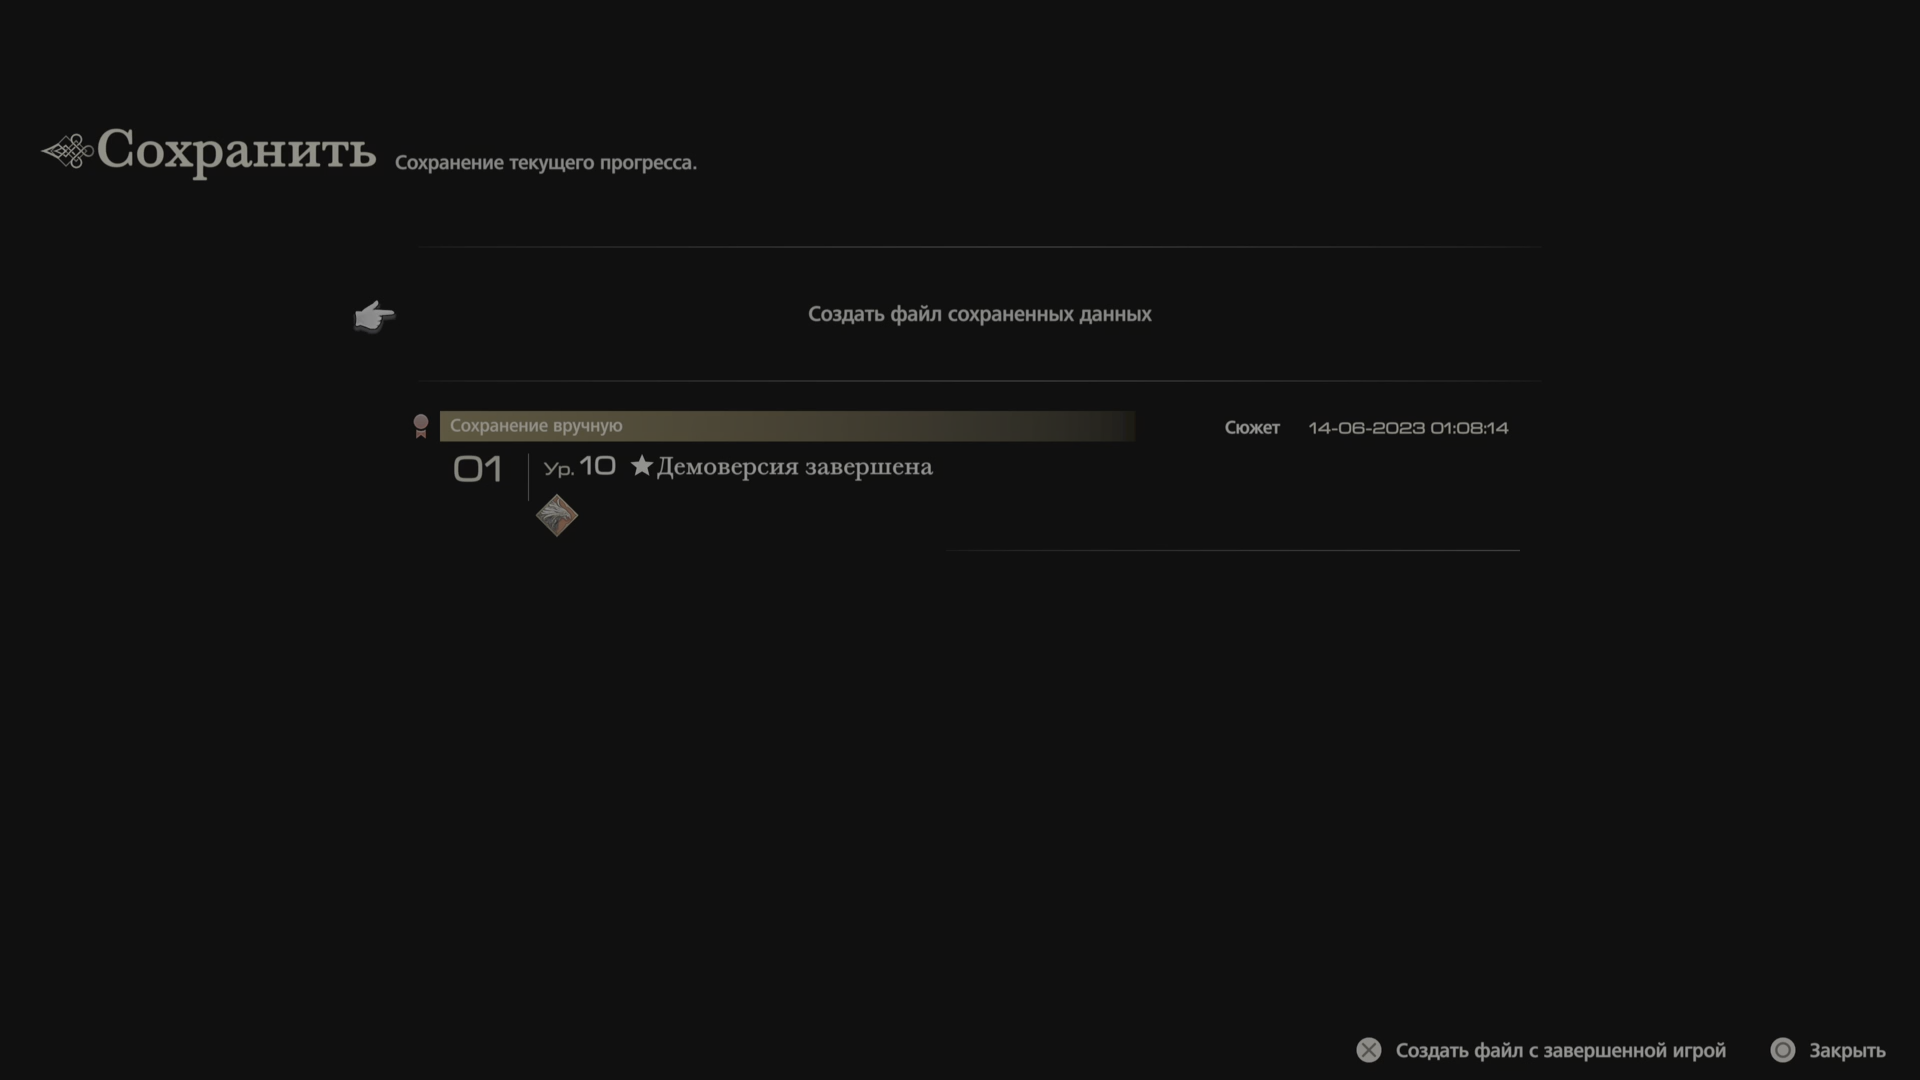 Сохранить Сохранение текущего прогресса.
Создать файл сохраненных данных
Сохранение вручную Сюжет 14-06-2023 01:08:14
01 Ур. 10 ★Демоверсия завершена
Создать файл с завершенной игрой Закрыть